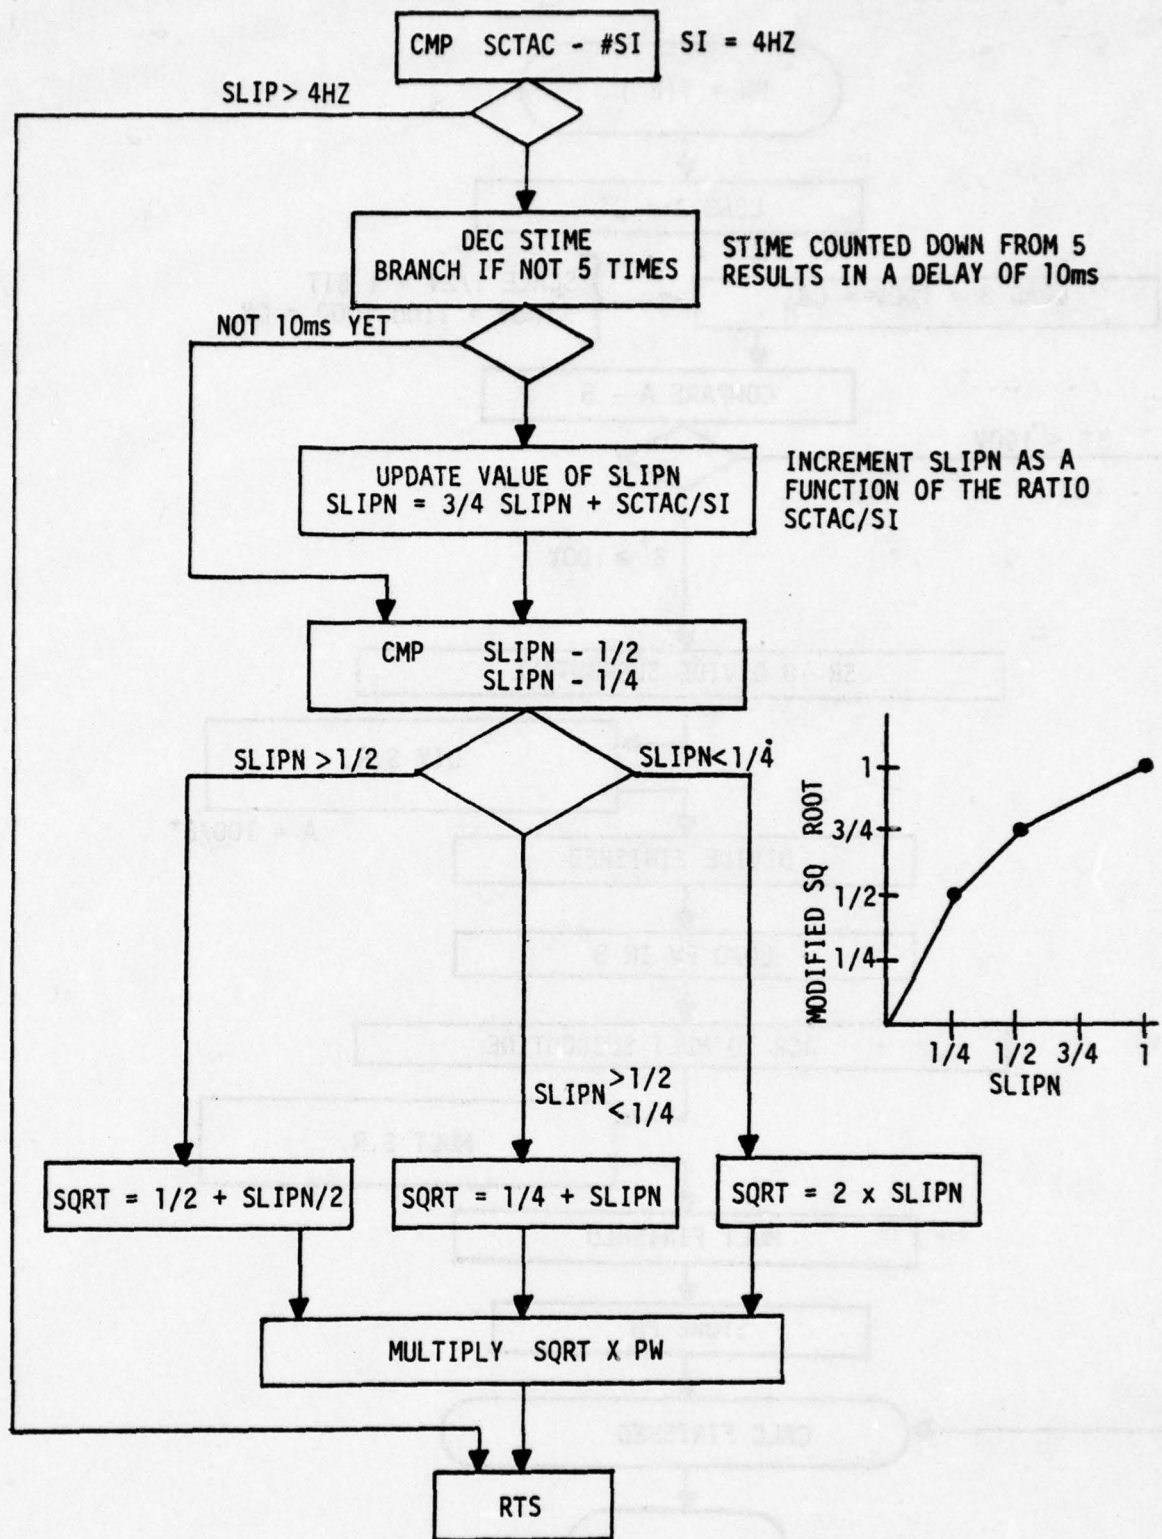 CMP SCTAC - #SI
SI = 4HZ
SLIP> 4HZ
DEC STIME
BRANCH IF NOT 5 TIMES
STIME COUNTED DOWN FROM 5
RESULTS IN A DELAY OF 10ms
NOT 10ms YET
UPDATE VALUE OF SLIPN
SLIPN = 3/4 SLIPN + SCTAC/SI
INCREMENT SLIPN AS A
FUNCTION OF THE RATIO
SCTAC/SI
CMP SLIPN - 1/2
SLIPN - 1/4
SLIPN >1/2
SLIPN<1/4
MODIFIED SQ ROOT
1
3/4
1/2
1/4
1/4 1/2 3/4 1
SLIPN
SLIPN >1/2
<1/4
SQRT = 1/2 + SLIPN/2
SQRT = 1/4 + SLIPN
SQRT = 2 x SLIPN
MULTIPLY SQRT X PW
RTS